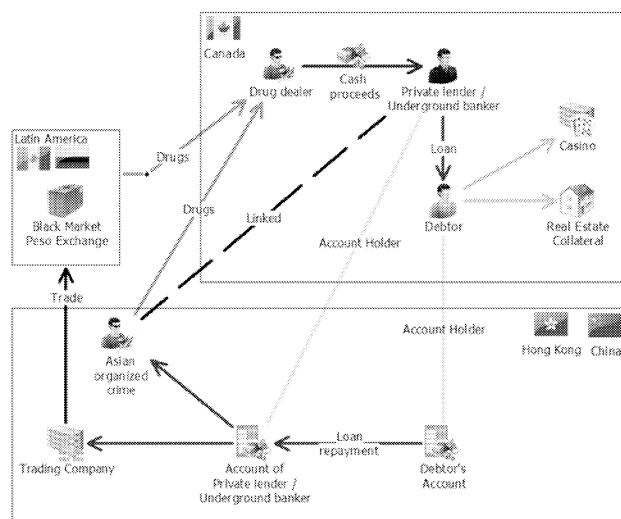 Canada
Drug dealer
Cash
proceeds
Private lender /
Underground banker
Loan
Casino
Debtor
Real Estate
Collateral
Latin America
Drugs
Black Market
Peso Exchange
Drugs
Linked
Account Holder
Trade
Account Holder
Hong Kong
China
Asian
organized
crime
Trading Company
Account of
Private lender /
Underground banker
Loan
repayment
Debtor's
Account